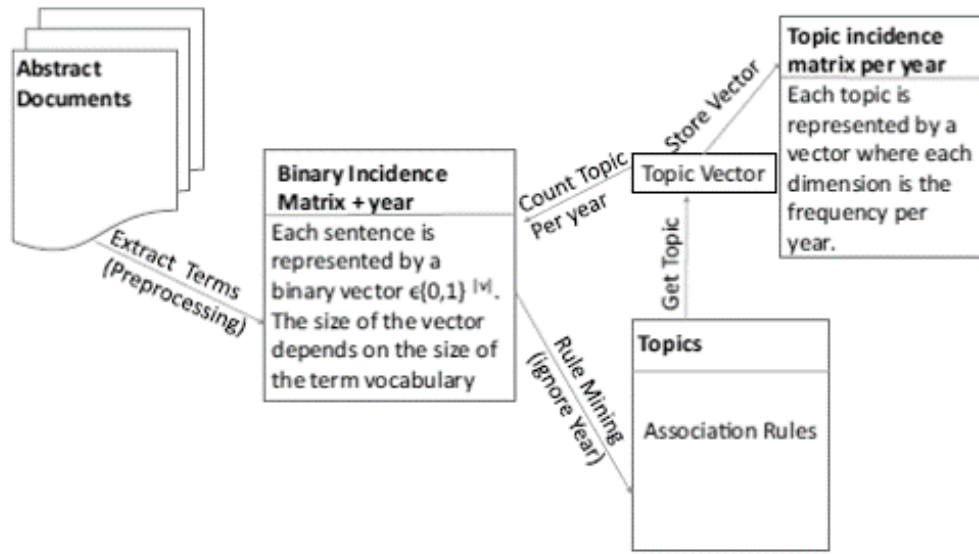 Abstract
Documents
Extract Terms
(Preprocessing)
Binary Incidence
Matrix + year
Each sentence is
represented by a
binary vector ϵ{0,1} |v|.
The size of the vector
depends on the size of
the term vocabulary
Rule Mining
(ignore Year)
Topics
Association Rules
Get Topic
Topic Vector
Count Topic
Per year
Store Vector
Topic incidence
matrix per year
Each topic is
represented by a
vector where each
dimension is the
frequency per
year.